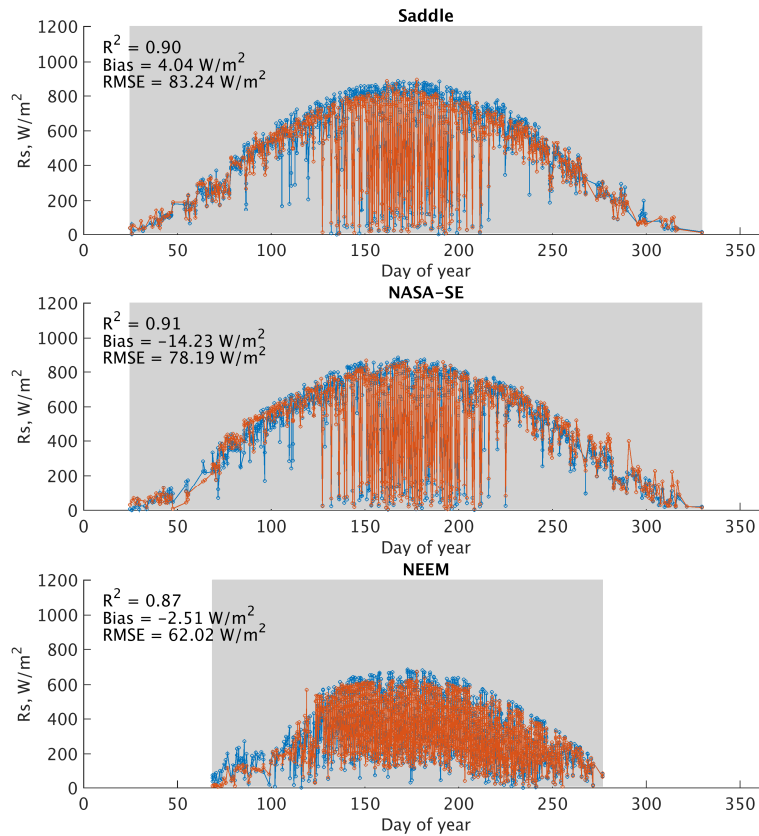 Saddle
1200
1000
800
600
400
200
0
Rs, W/m²
R² = 0.90
Bias = 4.04 W/m²
RMSE = 83.24 W/m²
0 50 100 150 200 250 300 350
Day of year
NASA−SE
1200
1000
800
600
400
200
0
Rs, W/m²
R² = 0.91
Bias = −14.23 W/m²
RMSE = 78.19 W/m²
0 50 100 150 200 250 300 350
Day of year
NEEM
1200
1000
800
600
400
200
0
Rs, W/m²
R² = 0.87
Bias = −2.51 W/m²
RMSE = 62.02 W/m²
0 50 100 150 200 250 300 350
Day of year